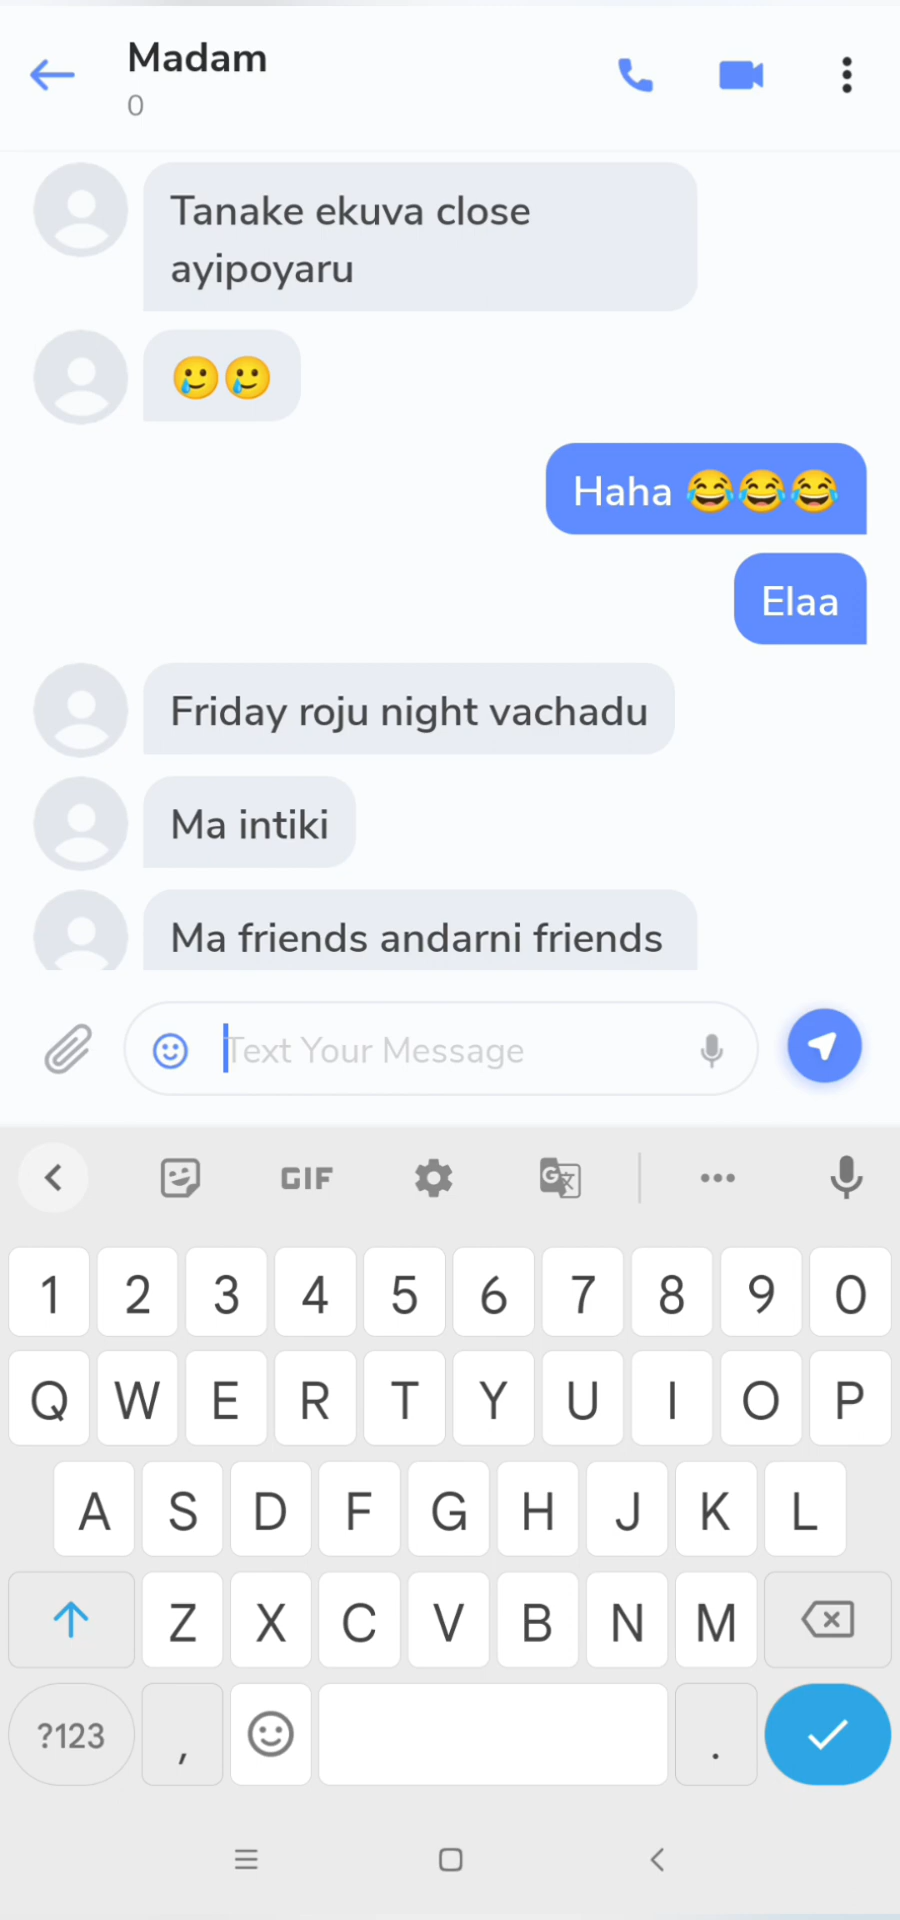 Madam
0
Tanake ekuva close
ayipoyaru
🥲🥲
Haha 😂😂😂
Elaa
Friday roju night vachadu
Ma intiki
Ma friends andarni friends
Text Your Message
GIF
G
1 2 3 4 5 6 7 8 9 0
Q W E R T Y U I O P
A S D F G H J K L
Z X C V B N M
?123 , .